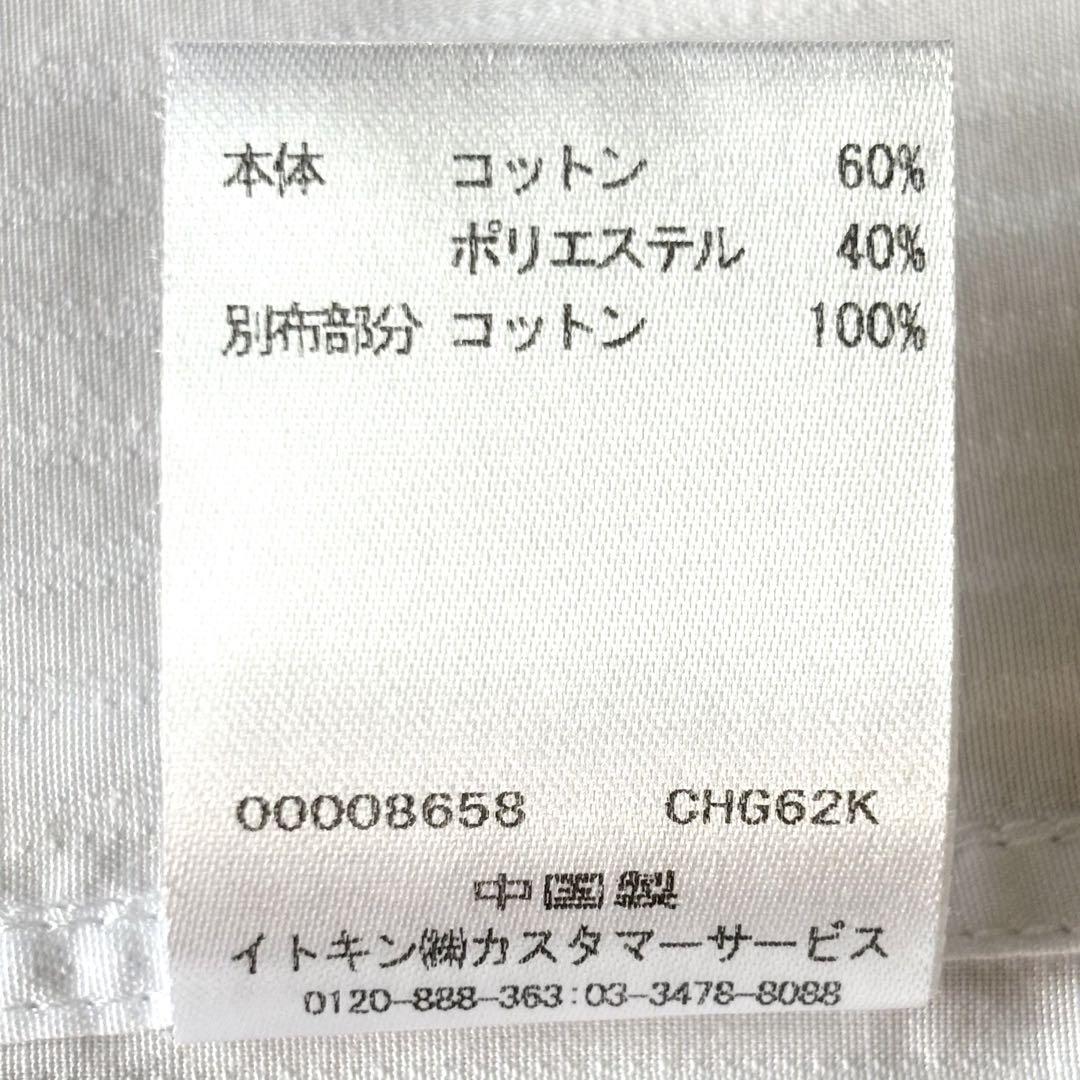 本体 コットン 60%
ポリエステル 40%
別布部分 コットン 100%
00008658 CHG62K
中国製
イトキン㈱カスタマーサービス
0120-888-363:03-3478-8088